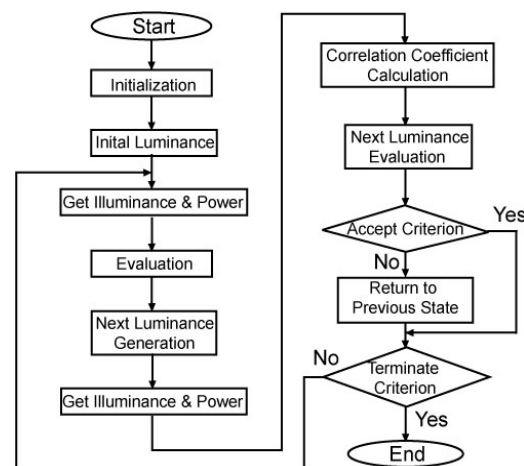 Start
Initialization
Inital Luminance
Get Illuminance & Power
Evaluation
Next Luminance
Generation
Get Illuminance & Power
Correlation Coefficient
Calculation
Next Luminance
Evaluation
Accept Criterion
Yes
No
Return to
Previous State
No
Terminate
Criterion
Yes
End